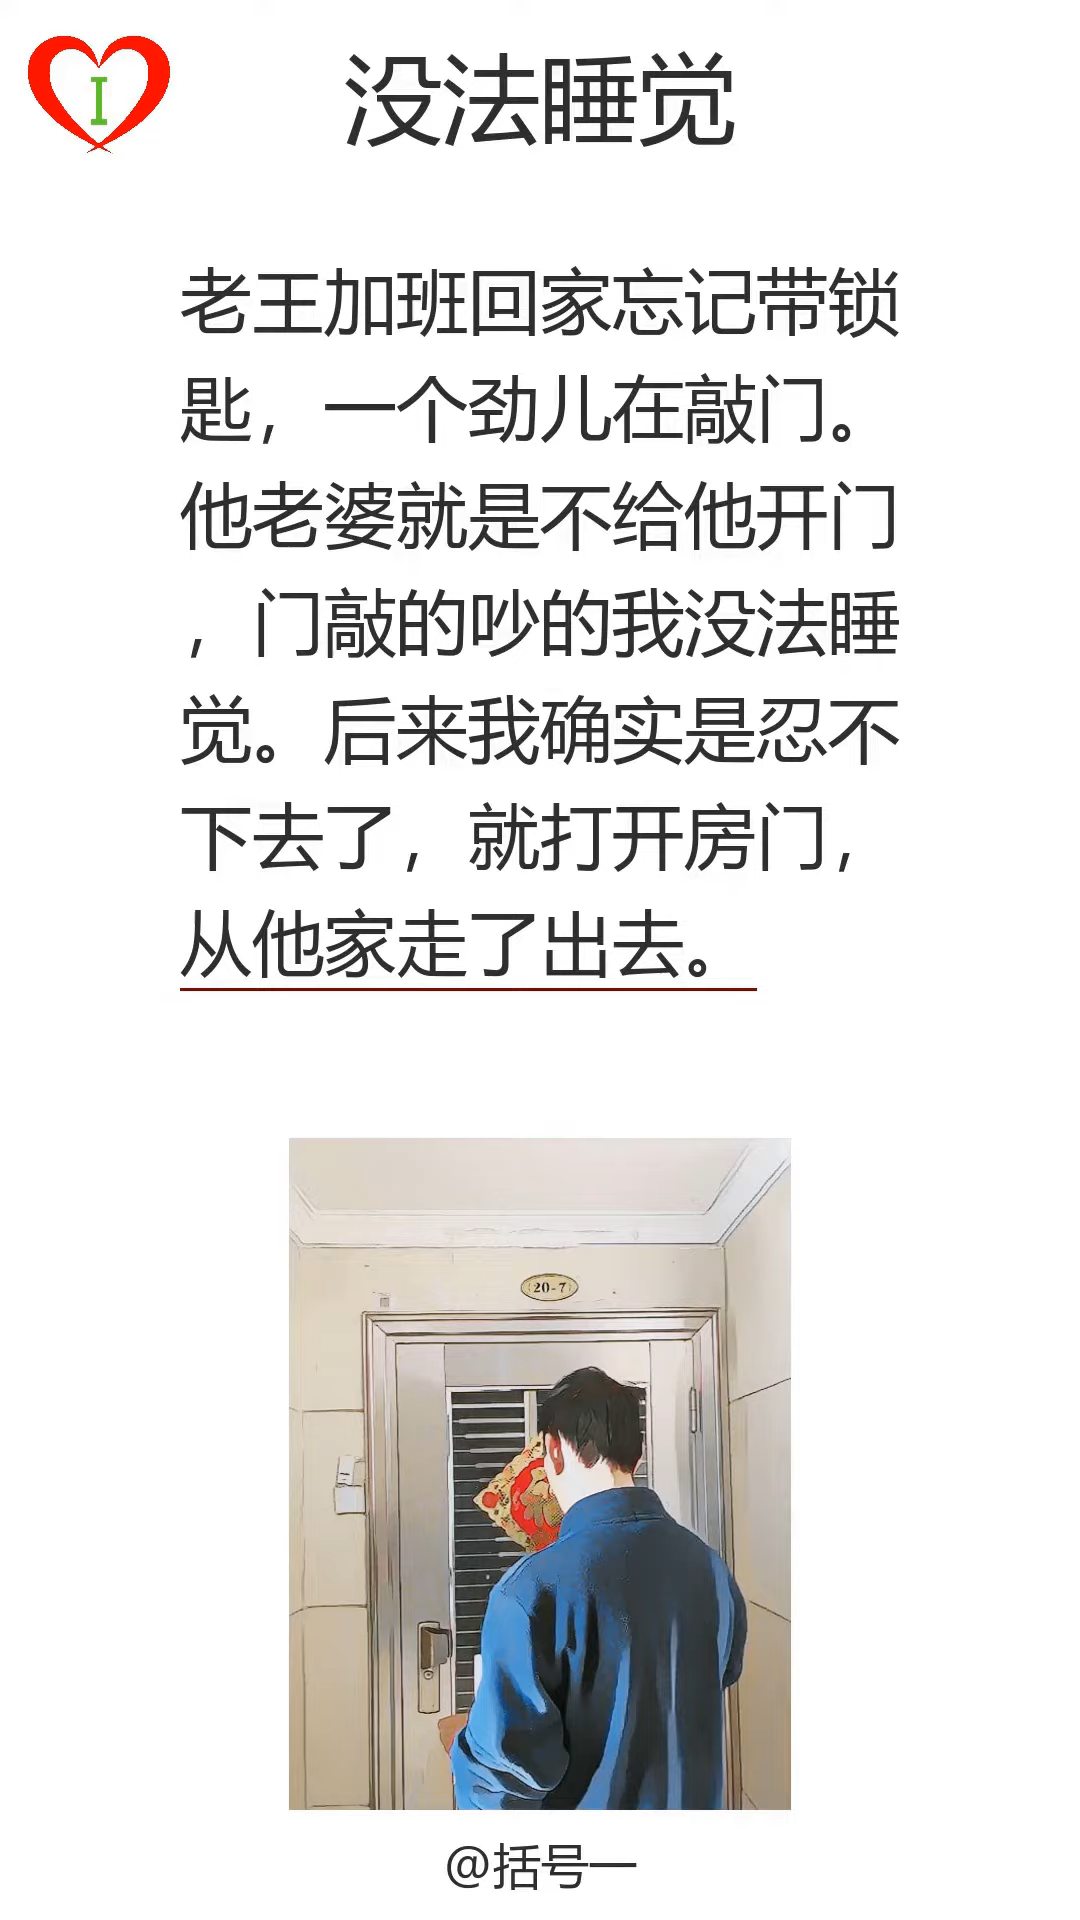 I
没法睡觉
老王加班回家忘记带锁
匙，一个劲儿在敲门。
他老婆就是不给他开门
，门敲的吵的我没法睡
觉。后来我确实是忍不
下去了，就打开房门，
从他家走了出去。
20-7
@括号一